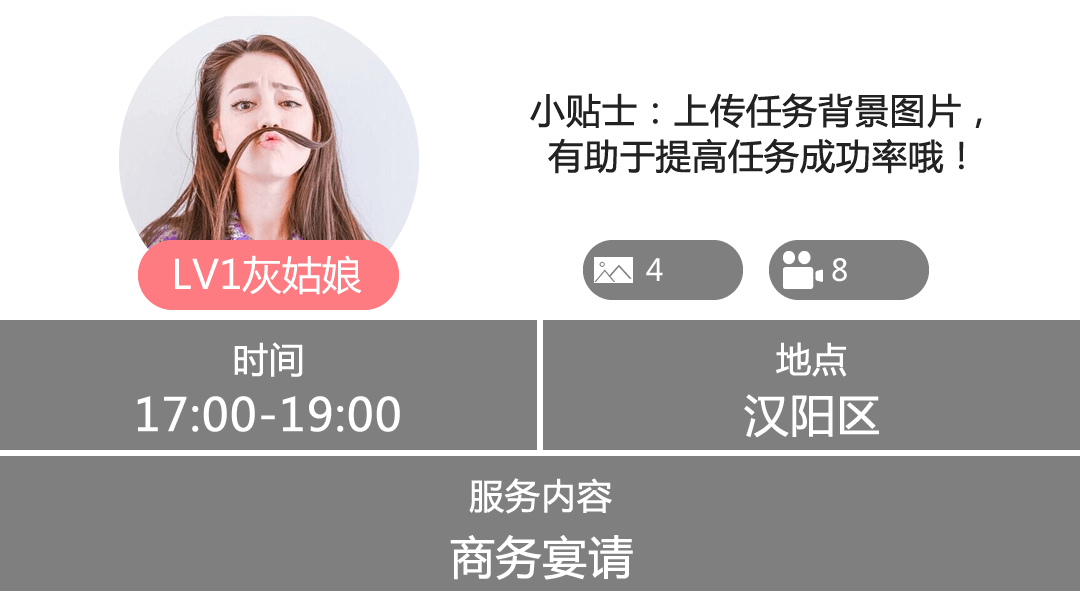 小贴士：上传任务背景图片，
有助于提高任务成功率哦！
LV1灰姑娘
4
8
时间
17:00-19:00
地点
汉阳区
服务内容
商务宴请